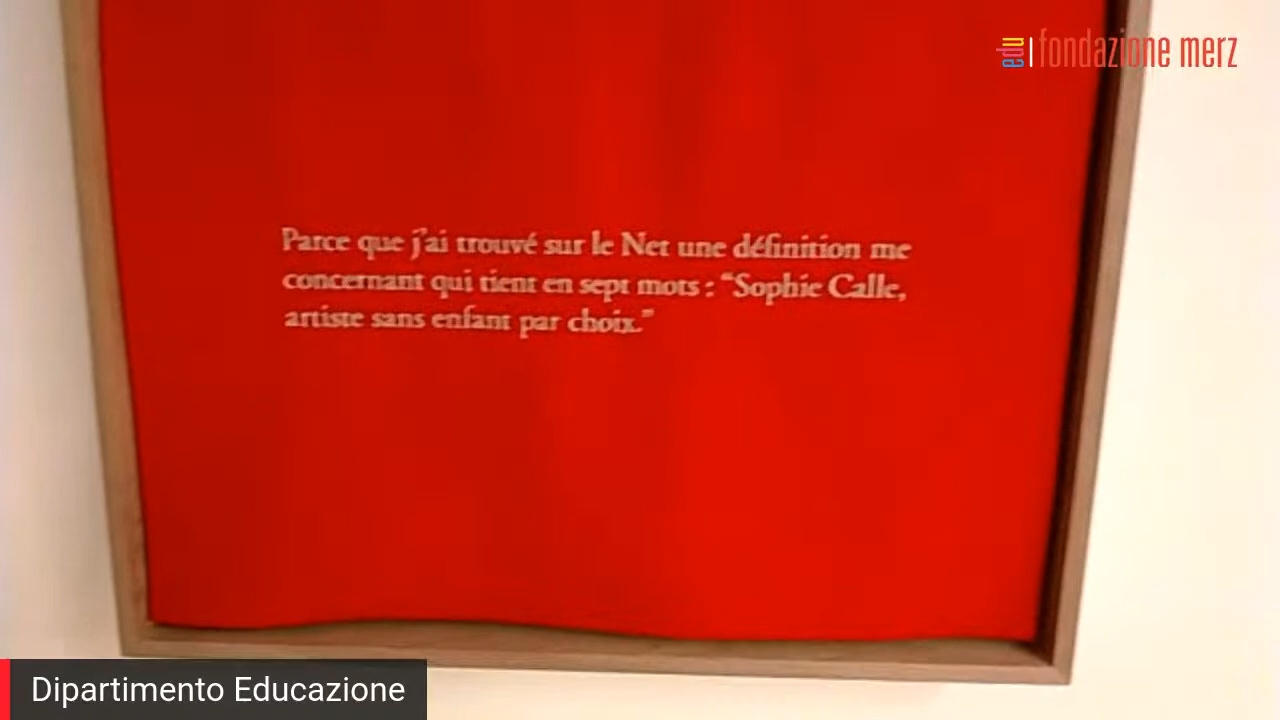 edu | fondazione merz
Parce que j'ai trouvé sur le Net une définition me
concernant qui tient en sept mots : “Sophie Calle,
artiste sans enfant par choix.”
Dipartimento Educazione